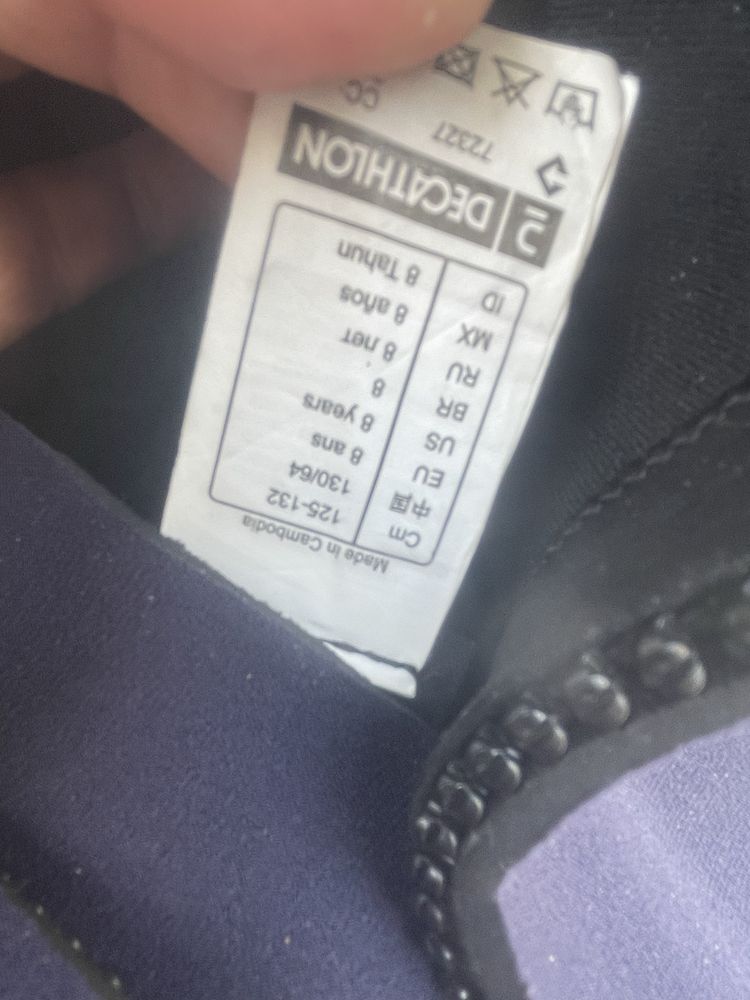 Made in Cambodia
Cm 125-132
中国 130/64
EU 8 ans
US 8 years
BR 8
RU 8 лет
MX 8 años
ID 8 Tahun
DECATHLON
72327
CC